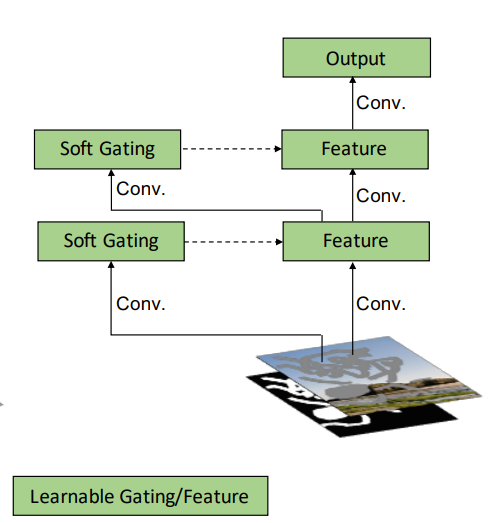 Output
Conv.
Soft Gating
Feature
Conv.
Conv.
Soft Gating
Feature
Conv.
Conv.
Learnable Gating/Feature